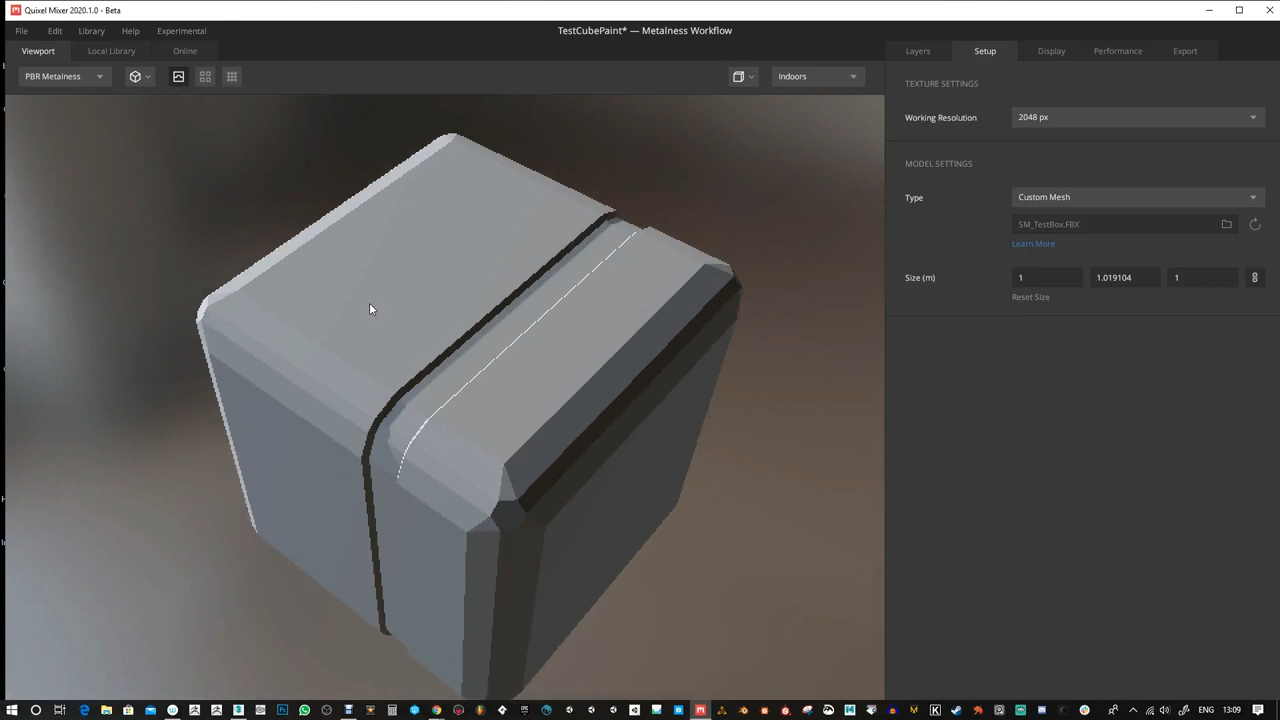 Quixel Mixer 2020.1.0 - Beta
File Edit Library Help Experimental
TestCubePaint* — Metalness Workflow
Viewport Local Library Online
Layers Setup Display Performance Export
PBR Metalness
Indoors
TEXTURE SETTINGS
Working Resolution 2048 px
MODEL SETTINGS
Type Custom Mesh
SM_TestBox.FBX
Learn More
Size (m) 1 1.019104 1
Reset Size
ENG 13:09